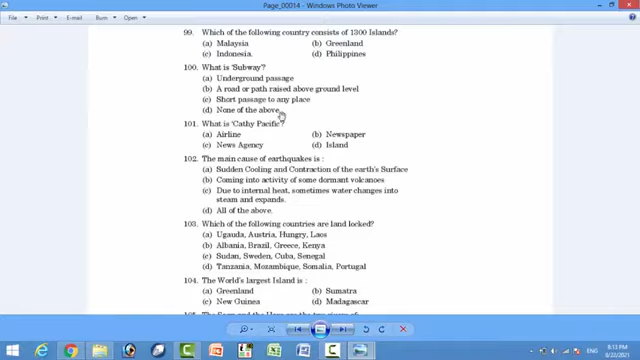 Page_00014 - Windows Photo Viewer
File Print Burn Open
99. Which of the following country consists of 1300 Islands?
(a) Malaysia (b) Greenland
(c) Indonesia. (d) Philippines
100. What is 'Subway'?
(a) Underground passage
(b) A road or path raised above ground level
(c) Short passage to any place
(d) None of the above.
101. What is 'Cathy Pacific'?
(a) Airline (b) Newspaper
(c) News Agency (d) Island
102. The main cause of earthquakes is :
(a) Sudden Cooling and Contraction of the earth's Surface
(b) Coming into activity of some dormant volcanoes
(c) Due to internal heat, sometimes water changes into
steam and expands.
(d) All of the above.
103. Which of the following countries are land locked?
(a) Uganda, Austria, Hungry, Laos
(b) Albania, Brazil, Greece, Kenya
(c) Sudan, Sweden, Cuba, Senegal
(d) Tanzania, Mozambique, Somalia, Portugal
104. The World's largest Island is :
(a) Greenland (b) Sumatra
(c) New Guinea (d) Madagascar
ENG
8:13 PM
8/22/2021